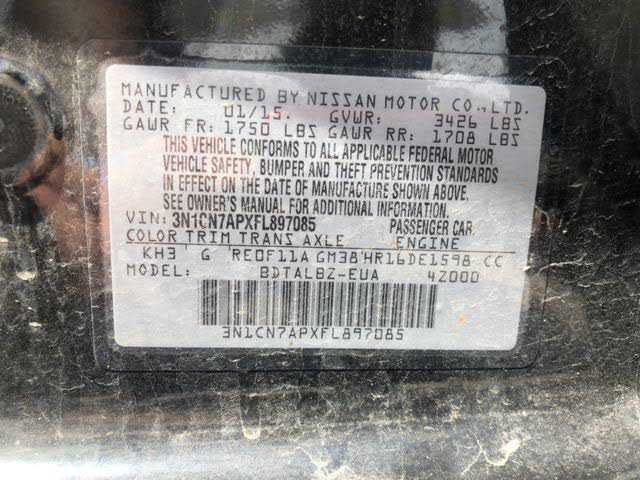 MANUFACTURED BY NISSAN MOTOR CO., LTD.
DATE: 01/15. GVWR: 3426 LBS
GAWR FR: 1750 LBS GAWR RR: 1708 LBS
THIS VEHICLE CONFORMS TO ALL APPLICABLE FEDERAL MOTOR
VEHICLE SAFETY, BUMPER AND THEFT PREVENTION STANDARDS
IN EFFECT ON THE DATE OF MANUFACTURE SHOWN ABOVE.
SEE OWNER'S MANUAL FOR ADDITIONAL INFORMATION.
VIN: 3N1CN7APXFL897085 PASSENGER CAR.
COLOR TRIM TRANS AXLE ENGINE
KH3 G RE0F11A GM38 HR16DE1598 CC
MODEL: BDTALBZ-EUA 42000
3N1CN7APXFL897085